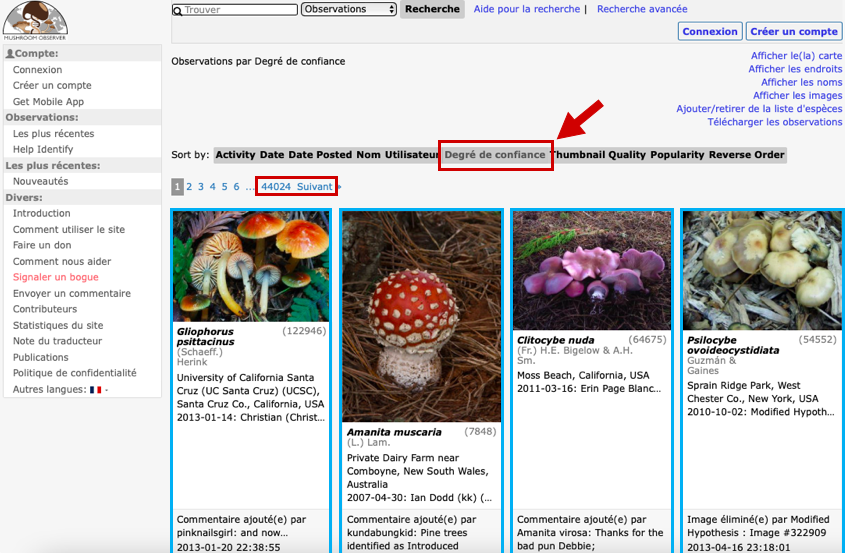 MUSHROOM OBSERVER
Trouver
Observations
Recherche
Aide pour la recherche |
Recherche avancée
Connexion
Créer un compte
Compte:
Connexion
Créer un compte
Get Mobile App
Observations:
Les plus récentes
Help Identify
Les plus récentes:
Nouveautés
Divers:
Introduction
Comment utiliser le site
Faire un don
Comment nous aider
Signaler un bogue
Envoyer un commentaire
Contributeurs
Statistiques du site
Note du traducteur
Publications
Politique de confidentialité
Autres langues:
Observations par Degré de confiance
Afficher le(la) carte
Afficher les endroits
Afficher les noms
Afficher les images
Ajouter/retirer de la liste d'espèces
Télécharger les observations
Sort by: Activity Date Date Posted Nom Utilisateur Degré de confiance Thumbnail Quality Popularity Reverse Order
1 2 3 4 5 6 ... 44024 Suivant »
Gliophorus (122946)
psittacinus
(Schaeff.)
Herink
University of California Santa
Cruz (UC Santa Cruz) (UCSC),
Santa Cruz Co., California, USA
2013-01-14: Christian (Christ...
Commentaire ajouté(e) par
pinknailsgirl: and now...
2013-01-20 22:38:55
Amanita muscaria (7848)
(L.) Lam.
Private Dairy Farm near
Comboyne, New South Wales,
Australia
2007-04-30: Ian Dodd (kk) (...
Commentaire ajouté(e) par
kundabungkid: Pine trees
identified as Introduced
Clitocybe nuda (64675)
(Fr.) H.E. Bigelow & A.H.
Sm.
Moss Beach, California, USA
2011-03-16: Erin Page Blanc...
Commentaire ajouté(e) par
Amanita virosa: Thanks for the
bad pun Debbie;
Psilocybe (54552)
ovoideocystidiata
Guzmán &
Gaines
Sprain Ridge Park, West
Chester Co., New York, USA
2010-10-02: Modified Hypoth...
Image éliminé(e) par Modified
Hypothesis : Image #322909
2013-04-16 23:18:01